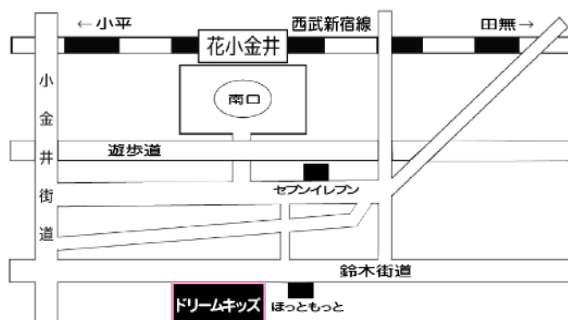 ←小平
西武新宿線
田無→
花小金井
南口
小金井街道
遊歩道
セブンイレブン
鈴木街道
ドリームキッズ
ほっともっと